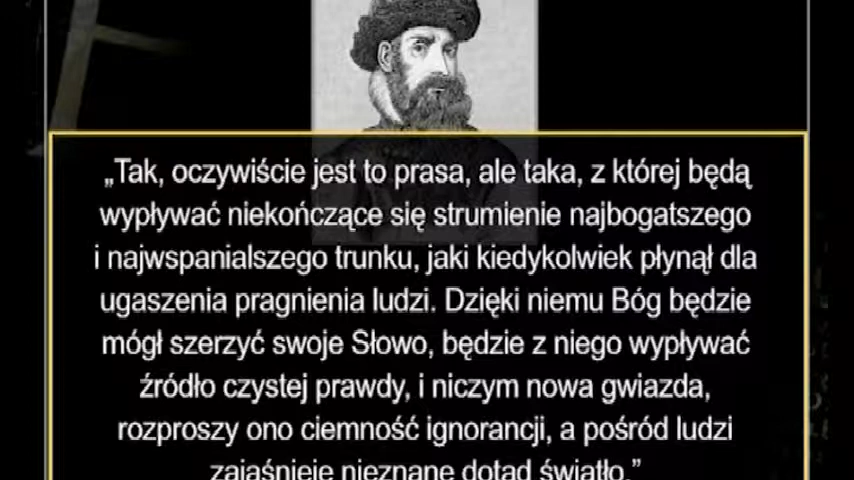 „Tak, oczywiście jest to prasa, ale taka, z której będą
wypływać niekończące się strumienie najbogatszego
i najwspanialszego trunku, jaki kiedykolwiek płynął dla
ugaszenia pragnienia ludzi. Dzięki niemu Bóg będzie
mógł szerzyć swoje Słowo, będzie z niego wypływać
źródło czystej prawdy, i niczym nowa gwiazda,
rozproszy ono ciemność ignorancji, a pośród ludzi
zajaśnieje nieznane dotąd światło.”